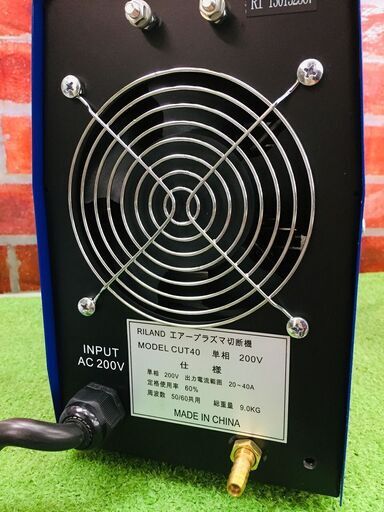 RILAND エアープラズマ切断機
MODEL CUT40 単相 200V
仕 様
単相 200V 出力電流範囲 20~40A
定格使用率 60%
周波数 50/60共用 総重量 9.0KG
MADE IN CHINA
INPUT
AC 200V